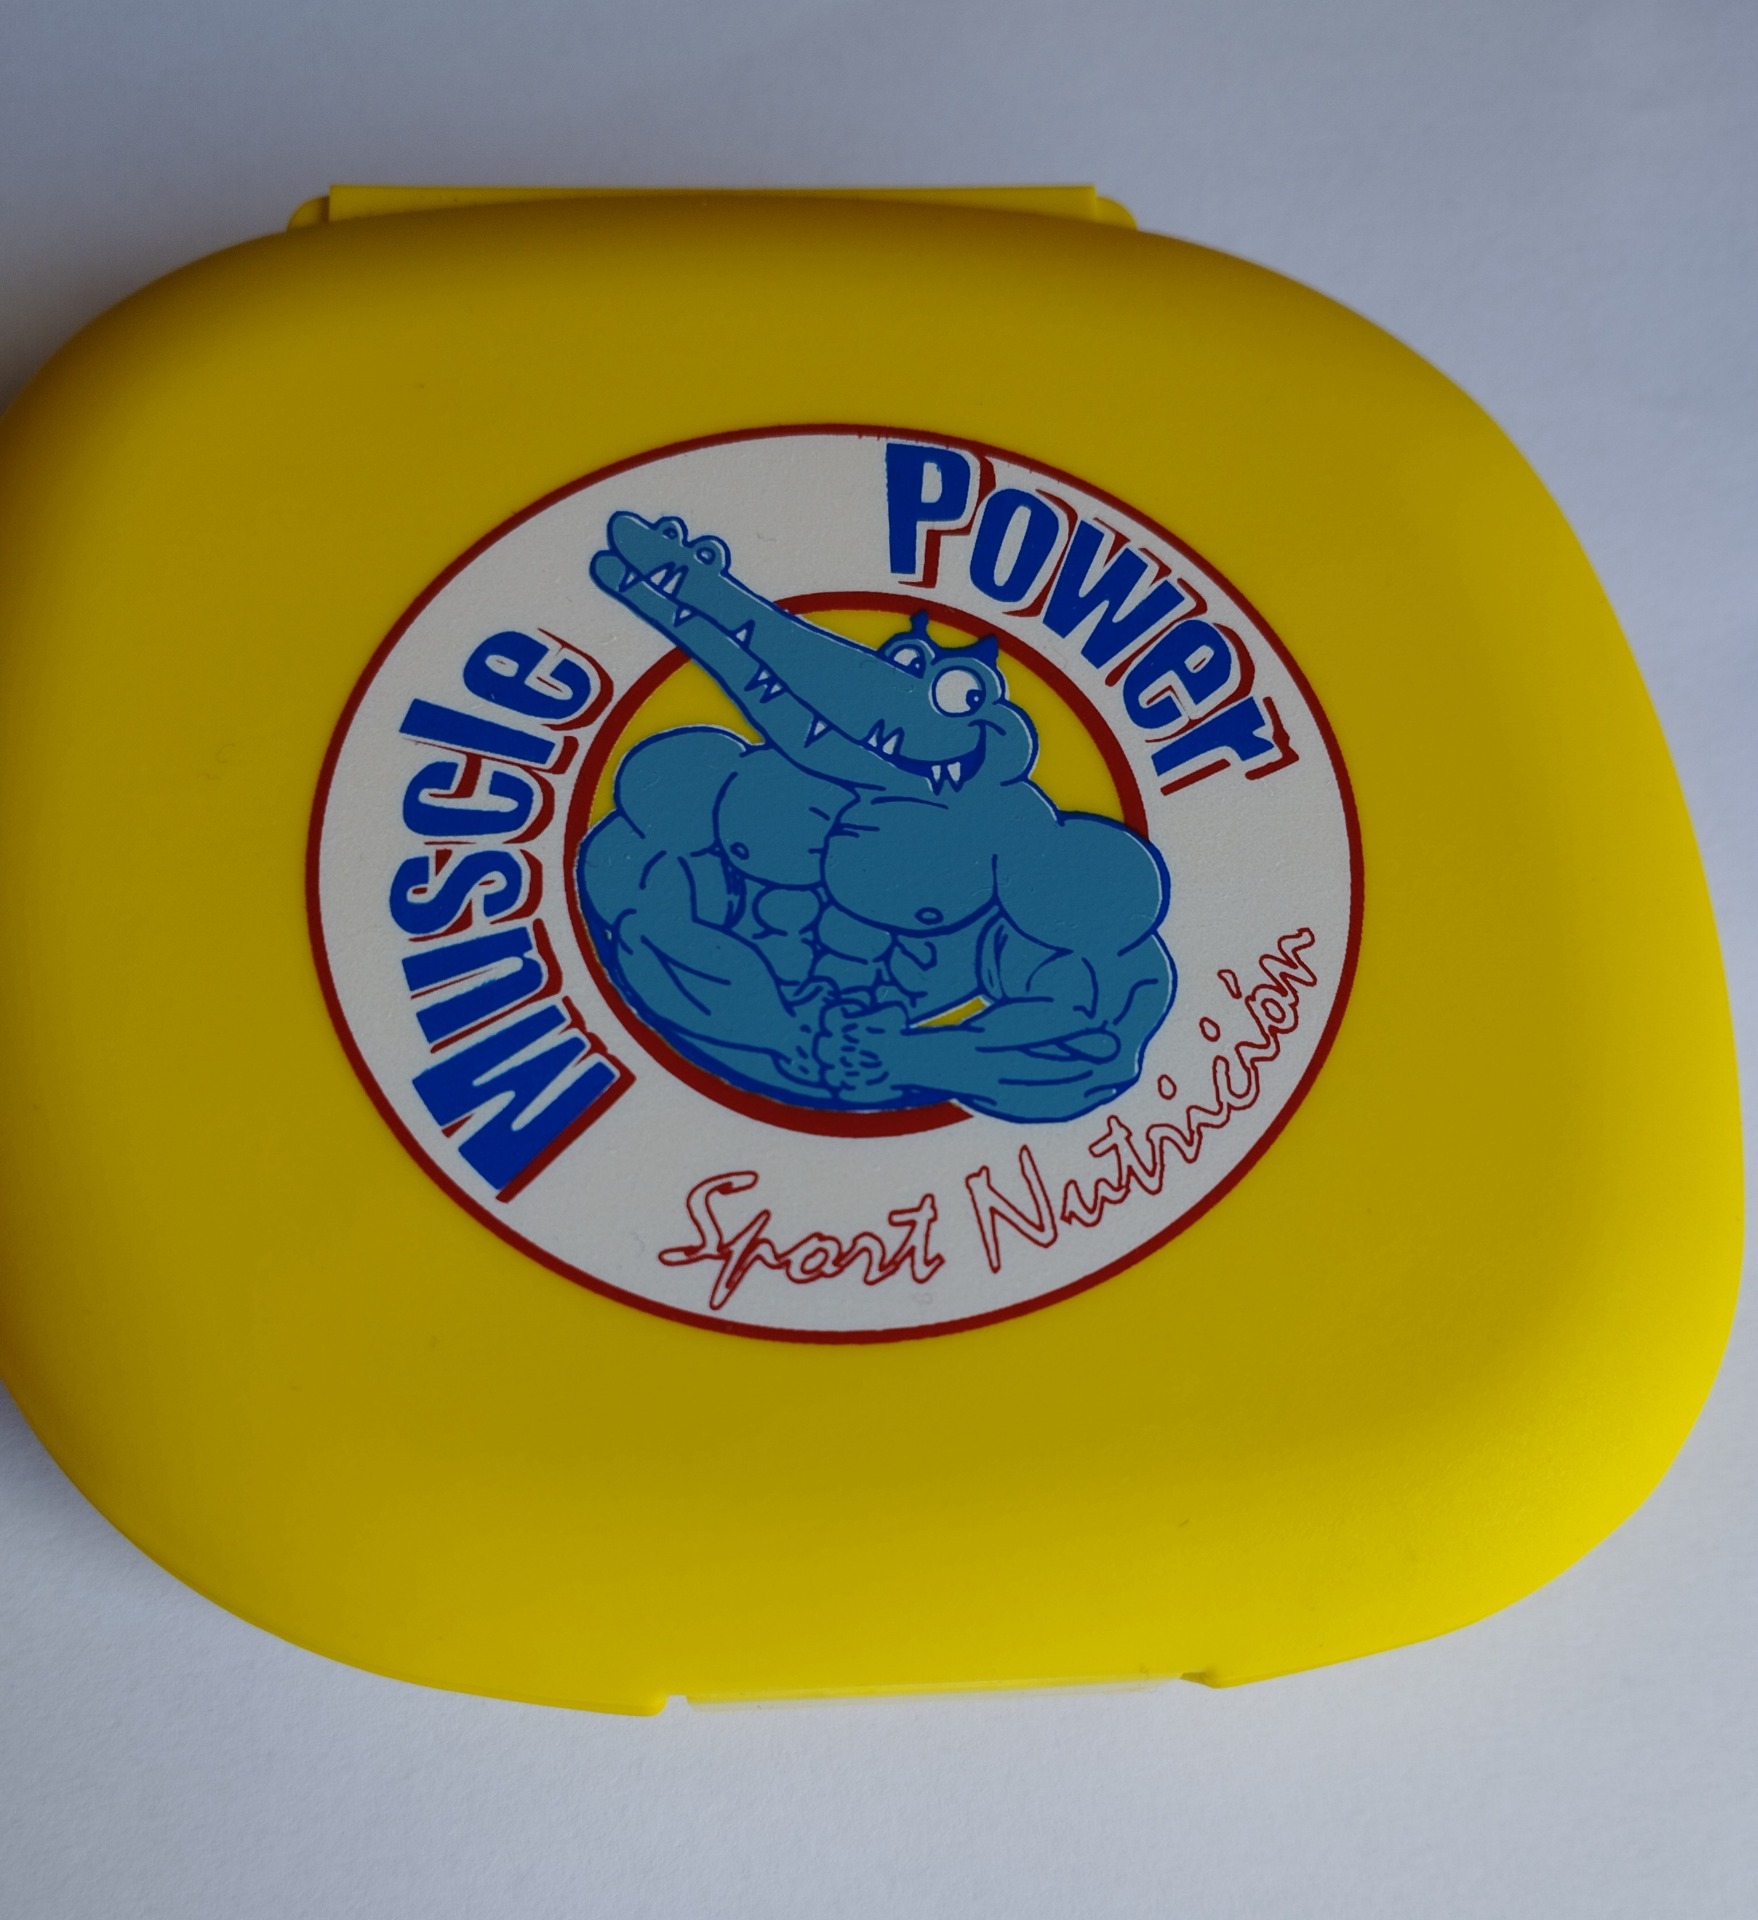 Muscle
Power
Sport Nutrición